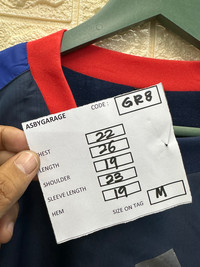 ASBYGARAGE CODE: GR8
CHEST 22
LENGTH 26
SHOULDER 19
SLEEVE LENGTH 23
HEM 19
SIZE ON TAG M